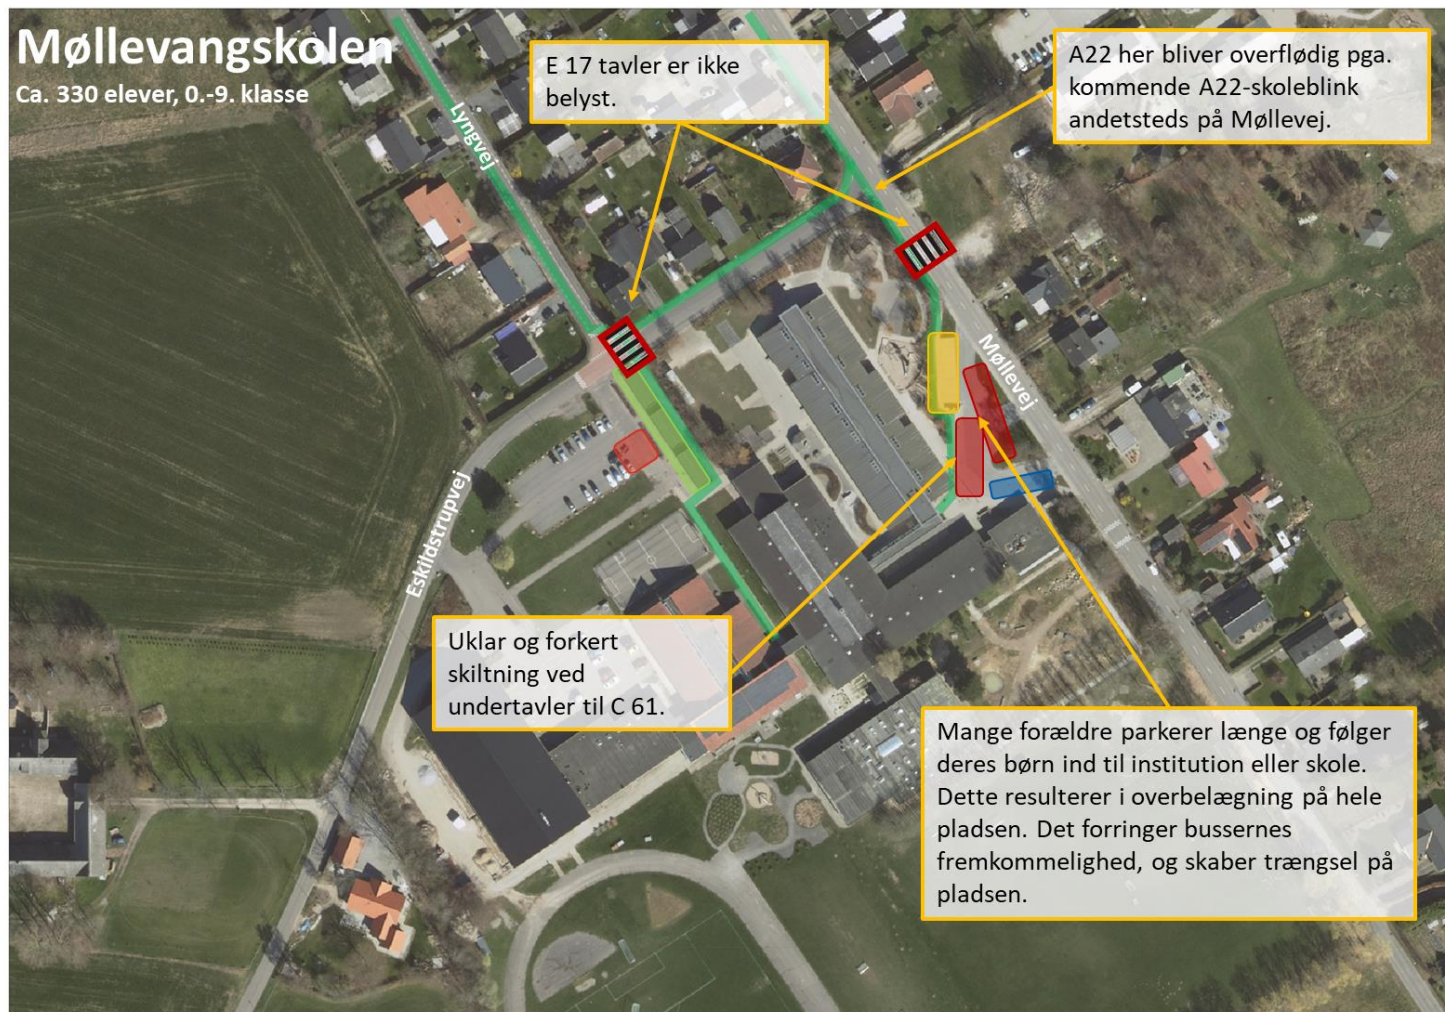 Møllevangskolen
Ca. 330 elever, 0.-9. klasse
E 17 tavler er ikke
belyst.
A22 her bliver overflødig pga.
kommende A22-skoleblink
andetsteds på Møllevej.
Lyngvej
Møllevej
Eskildstrupvej
Uklar og forkert
skiltning ved
undertavler til C 61.
Mange forældre parkerer længe og følger
deres børn ind til institution eller skole.
Dette resulterer i overbelægning på hele
pladsen. Det forringer bussernes
fremkommelighed, og skaber trængsel på
pladsen.